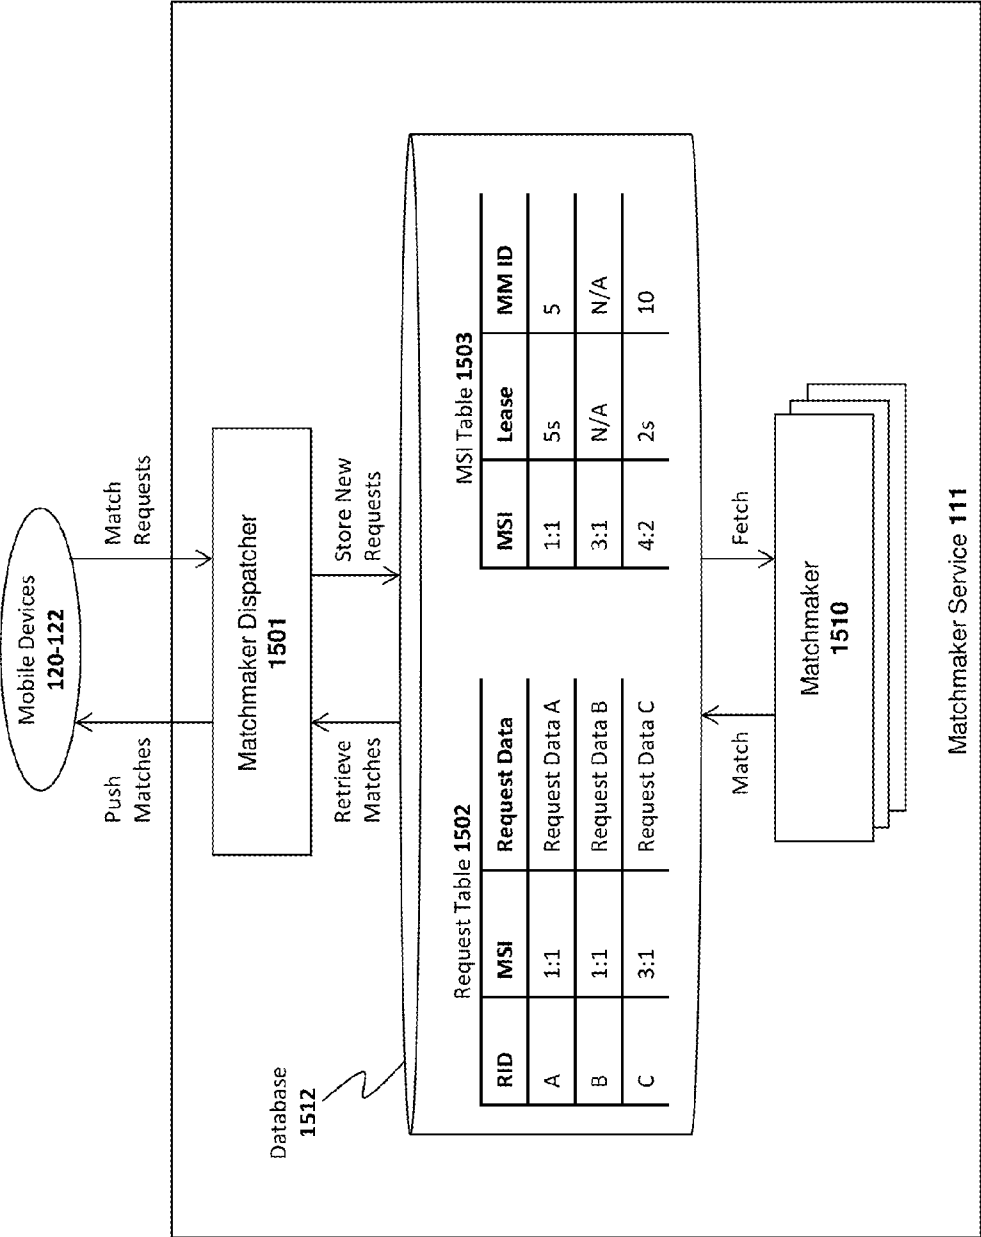 Mobile Devices
120-122
Push
Matches
Match
Requests
Matchmaker Dispatcher
1501
Retrieve
Matches
Store New
Requests
Database
1512
Request Table 1502
RID MSI Request Data
A 1:1 Request Data A
B 1:1 Request Data B
C 3:1 Request Data C
MSI Table 1503
MSI Lease MM ID
1:1 5s 5
3:1 N/A N/A
4:2 2s 10
Match
Fetch
Matchmaker
1510
Matchmaker Service 111